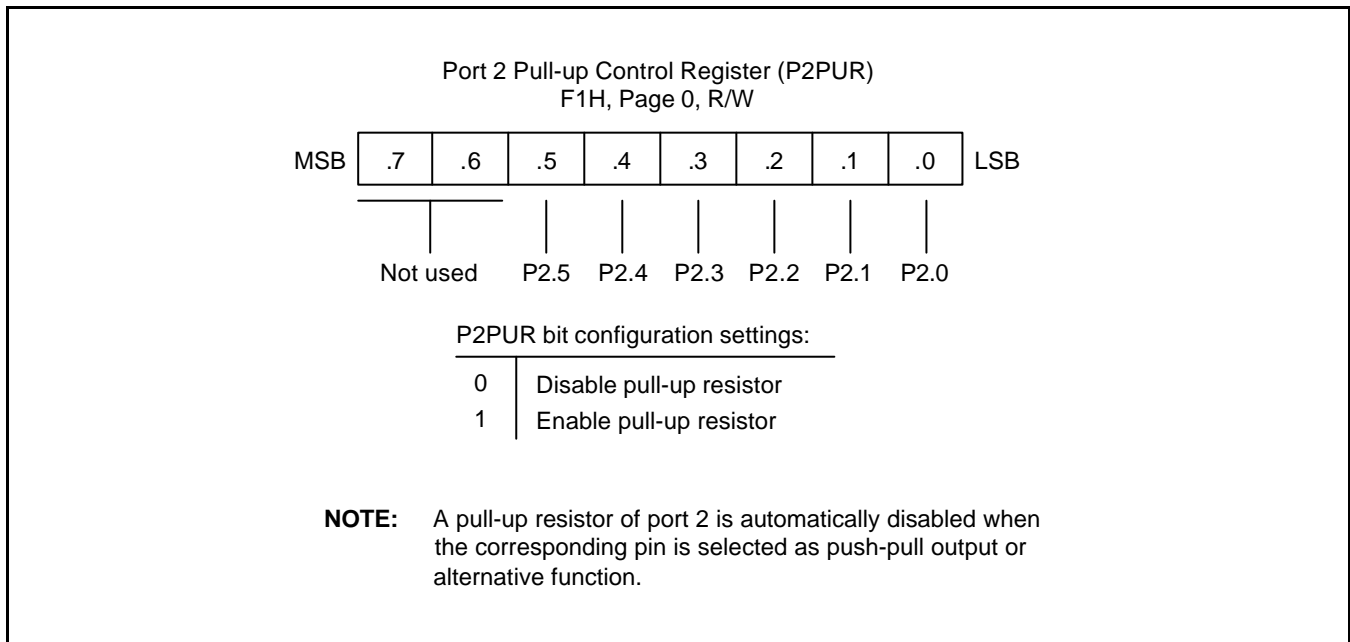 Port 2 Pull-up Control Register (P2PUR)
F1H, Page 0, R/W
MSB .7 .6 .5 .4 .3 .2 .1 .0 LSB
Not used P2.5 P2.4 P2.3 P2.2 P2.1 P2.0
P2PUR bit configuration settings:
0 Disable pull-up resistor
1 Enable pull-up resistor
NOTE: A pull-up resistor of port 2 is automatically disabled when
the corresponding pin is selected as push-pull output or
alternative function.